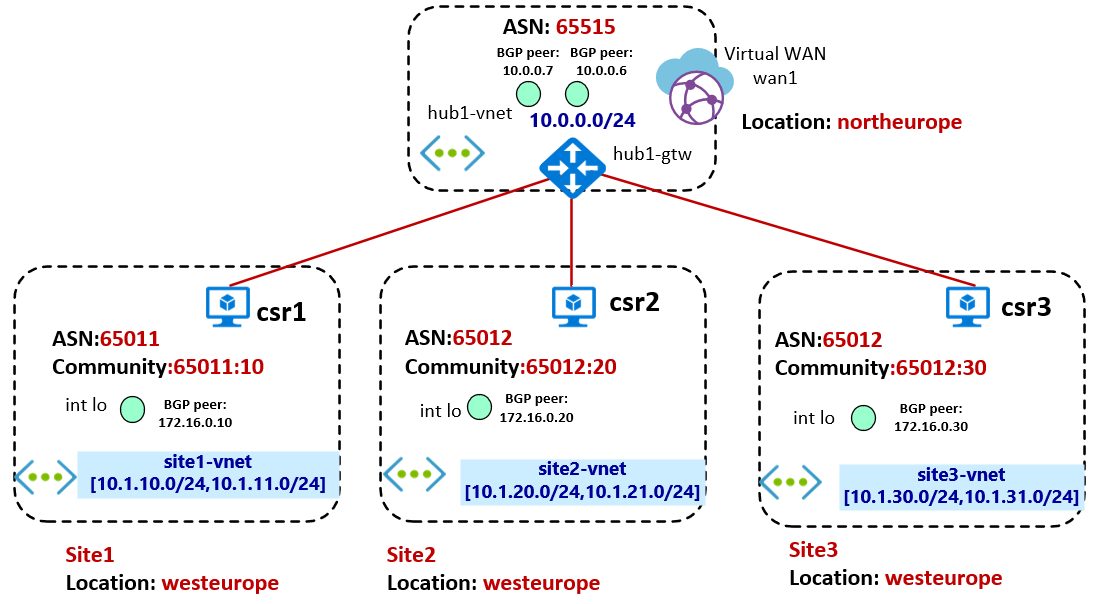 ASN: 65515
BGP peer:
10.0.0.7
BGP peer:
10.0.0.6
Virtual WAN
wan1
hub1-vnet
10.0.0.0/24
Location: northeurope
hub1-gtw
csr1
ASN:65011
Community:65011:10
int lo
BGP peer:
172.16.0.10
site1-vnet
[10.1.10.0/24,10.1.11.0/24]
Site1
Location: westeurope
csr2
ASN:65012
Community:65012:20
int lo
BGP peer:
172.16.0.20
site2-vnet
[10.1.20.0/24,10.1.21.0/24]
Site2
Location: westeurope
csr3
ASN:65012
Community:65012:30
int lo
BGP peer:
172.16.0.30
site3-vnet
[10.1.30.0/24,10.1.31.0/24]
Site3
Location: westeurope